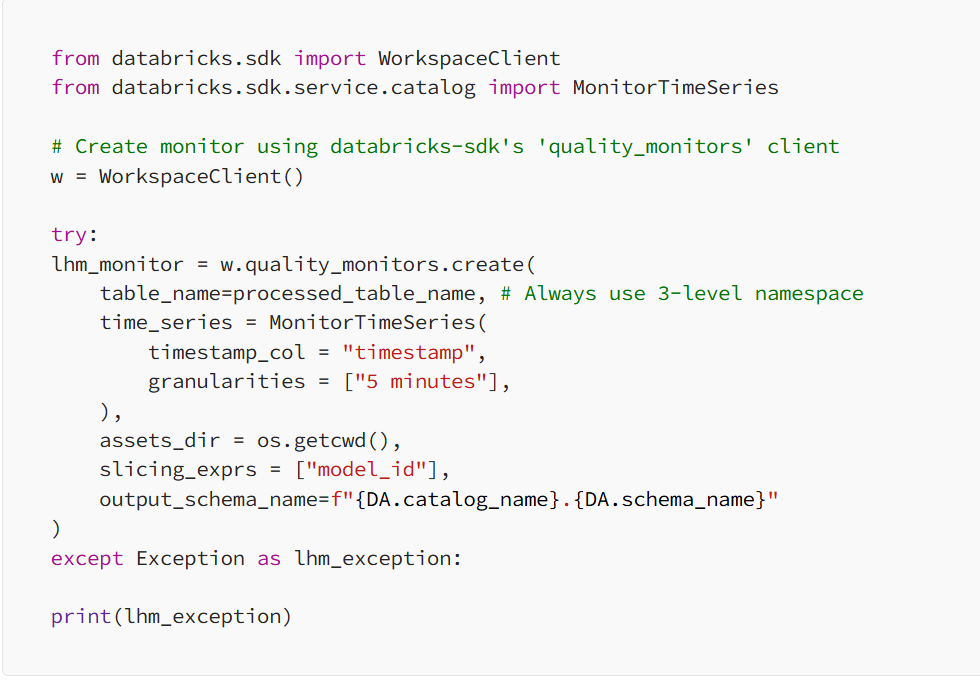 from databricks.sdk import WorkspaceClient
from databricks.sdk.service.catalog import MonitorTimeSeries
# Create monitor using databricks-sdk's 'quality_monitors' client
w = WorkspaceClient()
try:
lhm_monitor = w.quality_monitors.create(
    table_name=processed_table_name, # Always use 3-level namespace
    time_series = MonitorTimeSeries(
        timestamp_col = "timestamp",
        granularities = ["5 minutes"],
    ),
    assets_dir = os.getcwd(),
    slicing_exprs = ["model_id"],
    output_schema_name=f"{DA.catalog_name}.{DA.schema_name}"
)
except Exception as lhm_exception:
print(lhm_exception)